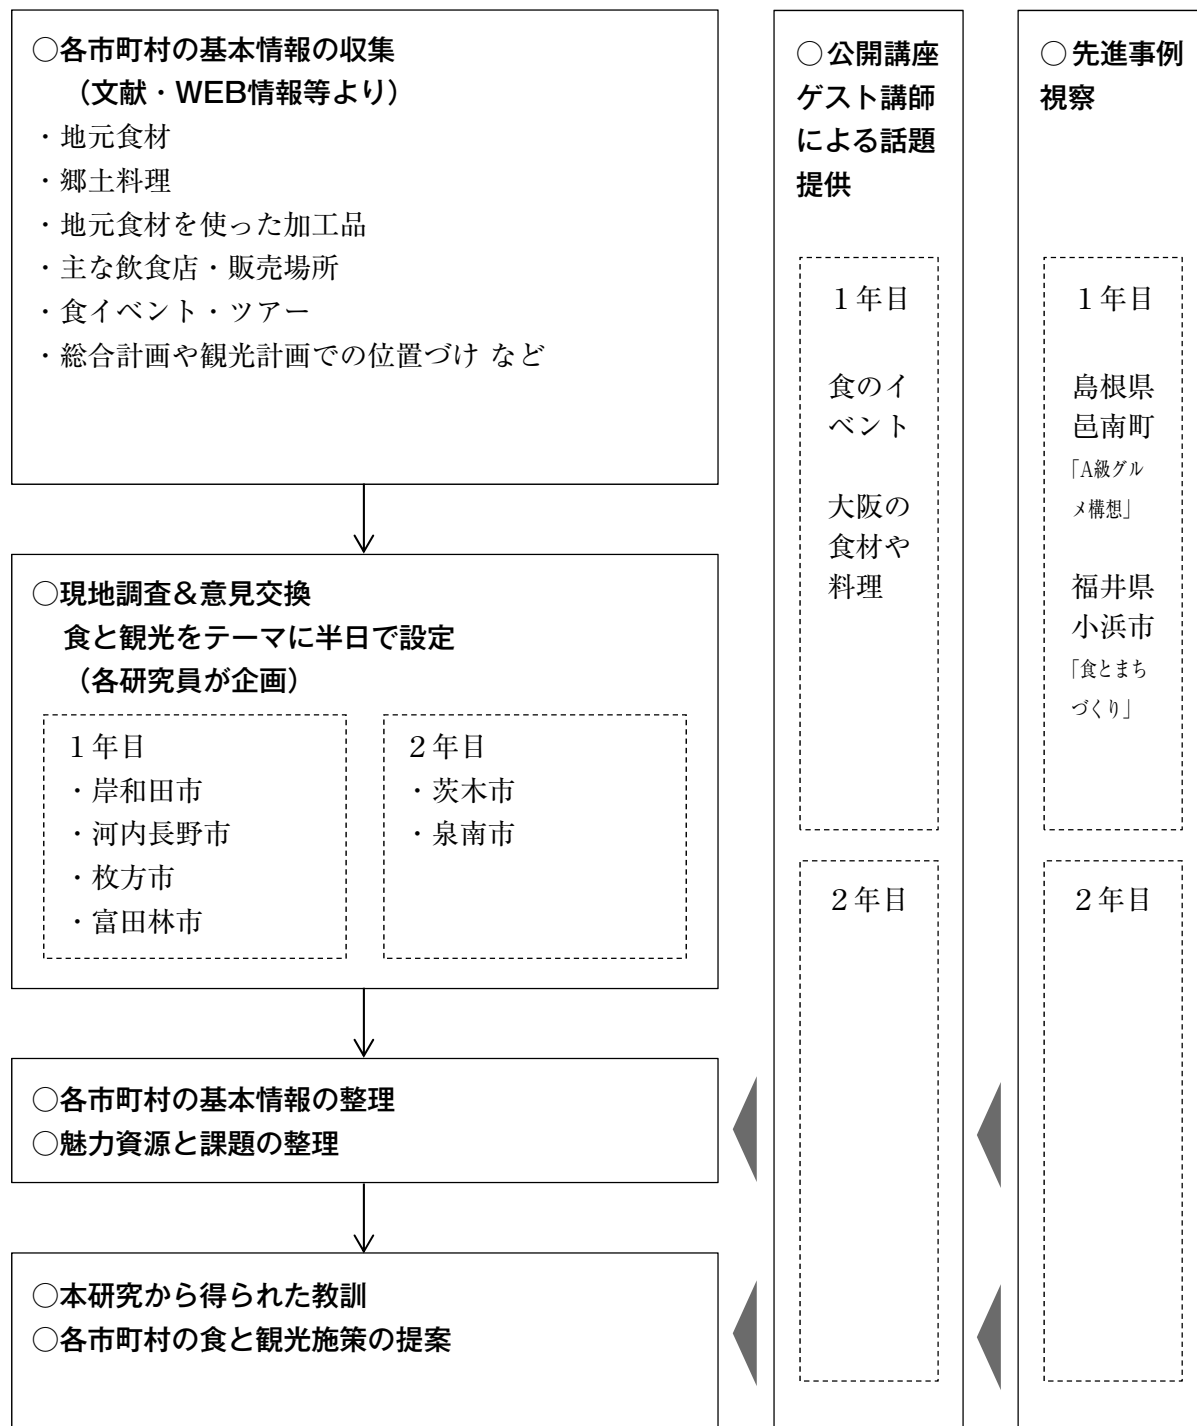 ○各市町村の基本情報の収集
（文献・WEB情報等より）
・地元食材
・郷土料理
・地元食材を使った加工品
・主な飲食店・販売場所
・食イベント・ツアー
・総合計画や観光計画での位置づけ など
○現地調査＆意見交換
食と観光をテーマに半日で設定
（各研究員が企画）
１年目
・岸和田市
・河内長野市
・枚方市
・富田林市
２年目
・茨木市
・泉南市
○各市町村の基本情報の整理
○魅力資源と課題の整理
○本研究から得られた教訓
○各市町村の食と観光施策の提案
○公開講座
ゲスト講師
による話題
提供
１年目
食のイ
ベント
大阪の
食材や
料理
２年目
○先進事例
視察
１年目
島根県
邑南町
「A級グル
メ構想」
福井県
小浜市
「食とまち
づくり」
２年目